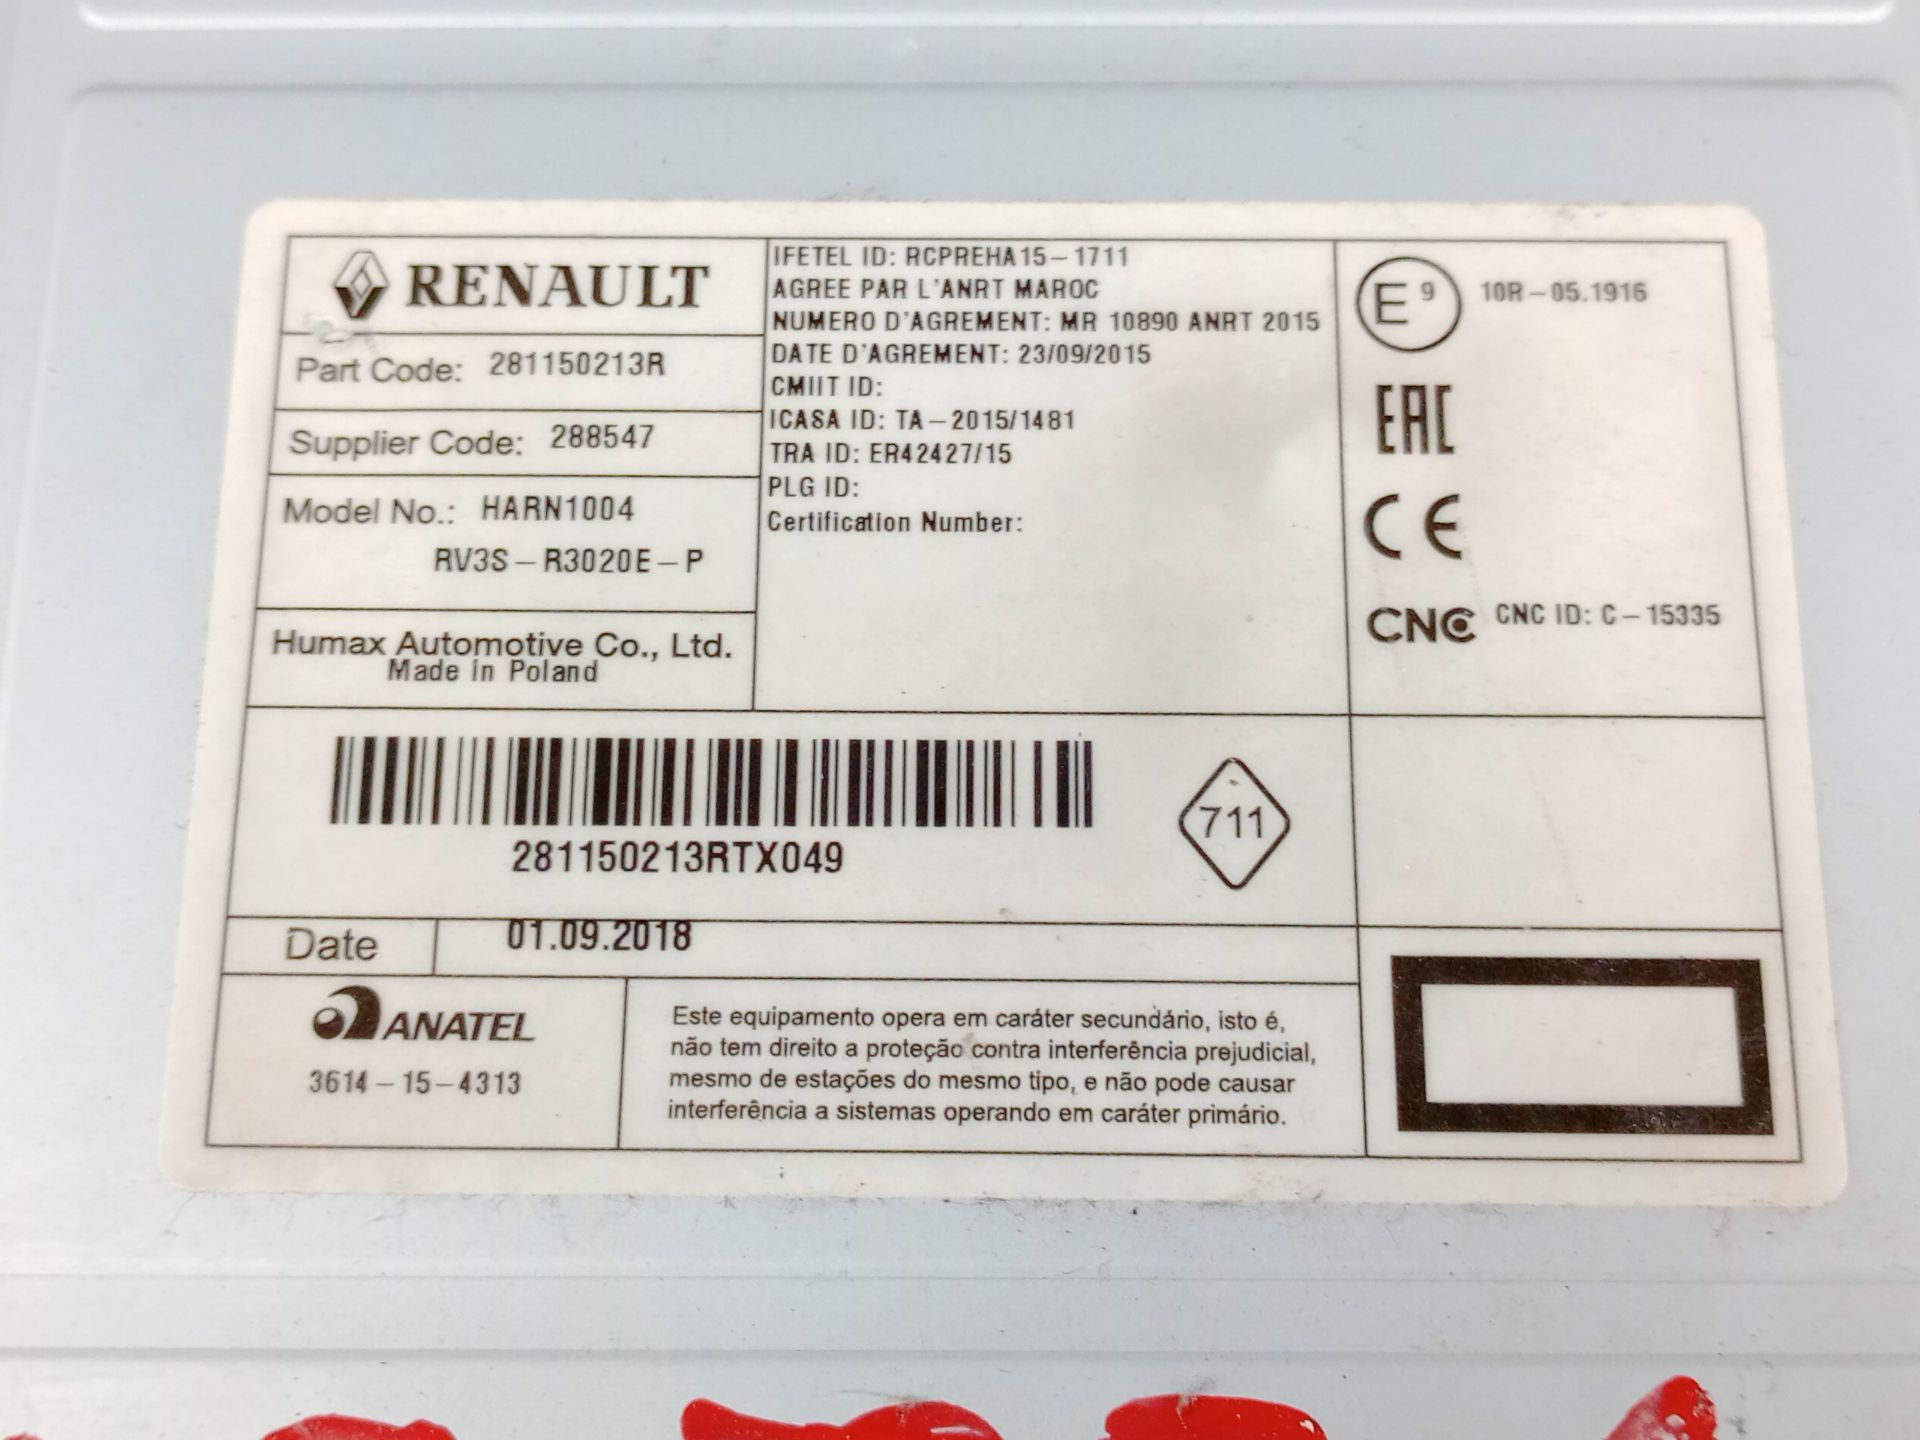 RENAULT
Part Code: 281150213R
Supplier Code: 288547
Model No.: HARN1004
RV3S-R3020E-P
Humax Automotive Co., Ltd.
Made in Poland
IFETEL ID: RCPREHA15-1711
AGREE PAR L'ANRT MAROC
NUMERO D'AGREMENT: MR 10890 ANRT 2015
DATE D'AGREMENT: 23/09/2015
CMIIT ID:
ICASA ID: TA-2015/1481
TRA ID: ER42427/15
PLG ID:
Certification Number:
E 9 10R-05.1916
EAC
CE
CNC CNC ID: C-15335
281150213RTX049
711
Date 01.09.2018
ANATEL
3614-15-4313
Este equipamento opera em caráter secundário, isto é,
não tem direito a proteção contra interferência prejudicial,
mesmo de estações do mesmo tipo, e não pode causar
interferência a sistemas operando em caráter primário.